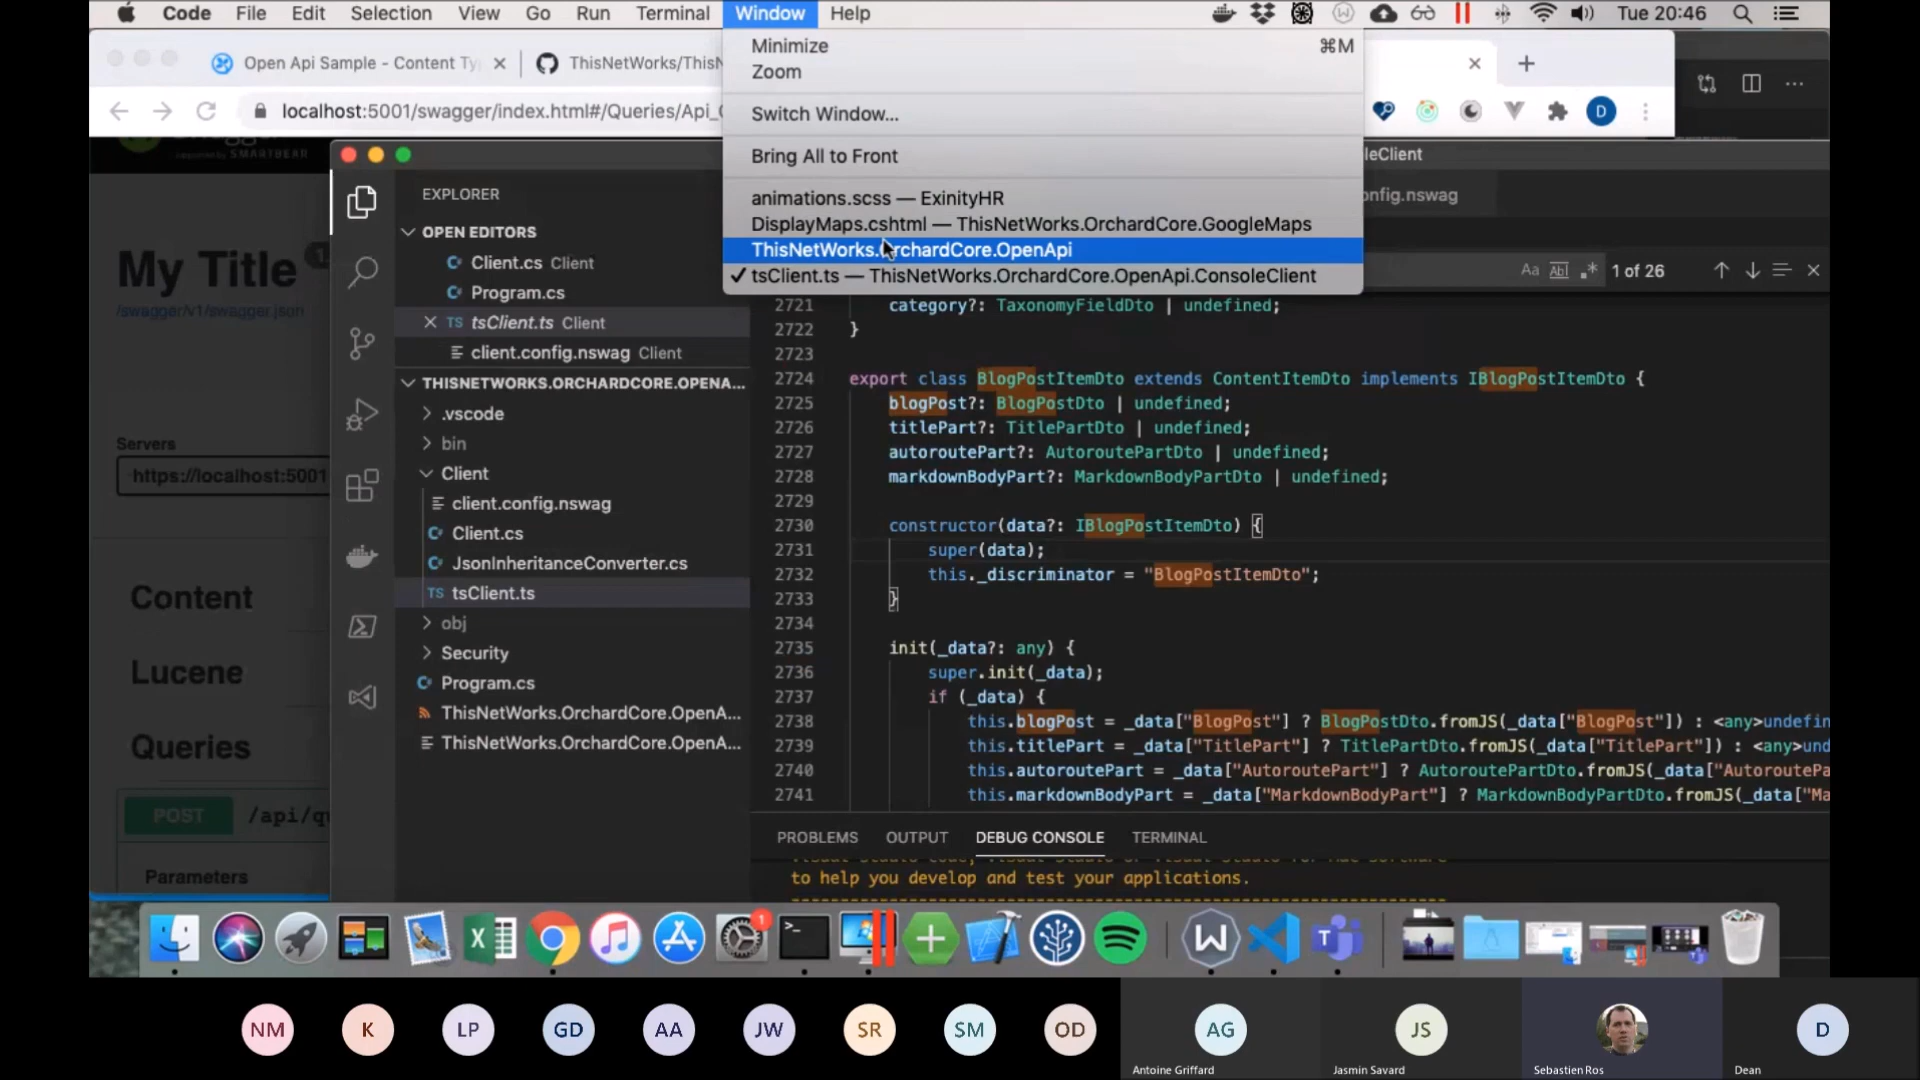 Code File Edit Selection View Go Run Terminal Window Help Tue 20:46
Open Api Sample - Content Ty
ThisNetWorks/ThisN
localhost:5001/swagger/index.html#/Queries/Api_
D
Minimize ⌘M
Zoom
Switch Window...
Bring All to Front
animations.scss — ExinityHR
DisplayMaps.cshtml — ThisNetWorks.OrchardCore.GoogleMaps
ThisNetWorks.OrchardCore.OpenApi
✓ tsClient.ts — ThisNetWorks.OrchardCore.OpenApi.ConsoleClient
SMARTBEAR
My Title
/swagger/v1/swagger.json
Servers
https://localhost:5001
Content
Lucene
Queries
POST /api/qu
Parameters
leClient
nfig.nswag
EXPLORER
OPEN EDITORS
Client.cs Client
Program.cs
TS tsClient.ts Client
client.config.nswag Client
THISNETWORKS.ORCHARDCORE.OPENA...
.vscode
bin
Client
client.config.nswag
Client.cs
JsonInheritanceConverter.cs
TS tsClient.ts
obj
Security
Program.cs
ThisNetWorks.OrchardCore.OpenA...
ThisNetWorks.OrchardCore.OpenA...
Aa Abl .* 1 of 26
2721 category?: TaxonomyFieldDto | undefined;
2722 }
2723
2724 export class BlogPostItemDto extends ContentItemDto implements IBlogPostItemDto {
2725 blogPost?: BlogPostDto | undefined;
2726 titlePart?: TitlePartDto | undefined;
2727 autoroutePart?: AutoroutePartDto | undefined;
2728 markdownBodyPart?: MarkdownBodyPartDto | undefined;
2729
2730 constructor(data?: IBlogPostItemDto) {
2731 super(data);
2732 this._discriminator = "BlogPostItemDto";
2733 }
2734
2735 init(_data?: any) {
2736 super.init(_data);
2737 if (_data) {
2738 this.blogPost = _data["BlogPost"] ? BlogPostDto.fromJS(_data["BlogPost"]) : <any>undefin
2739 this.titlePart = _data["TitlePart"] ? TitlePartDto.fromJS(_data["TitlePart"]) : <any>und
2740 this.autoroutePart = _data["AutoroutePart"] ? AutoroutePartDto.fromJS(_data["AutoroutePa
2741 this.markdownBodyPart = _data["MarkdownBodyPart"] ? MarkdownBodyPartDto.fromJS(_data["Ma
PROBLEMS OUTPUT DEBUG CONSOLE TERMINAL
to help you develop and test your applications.
1
NM K LP GD AA JW SR SM OD AG JS D
Antoine Griffard Jasmin Savard Sebastien Ros Dean